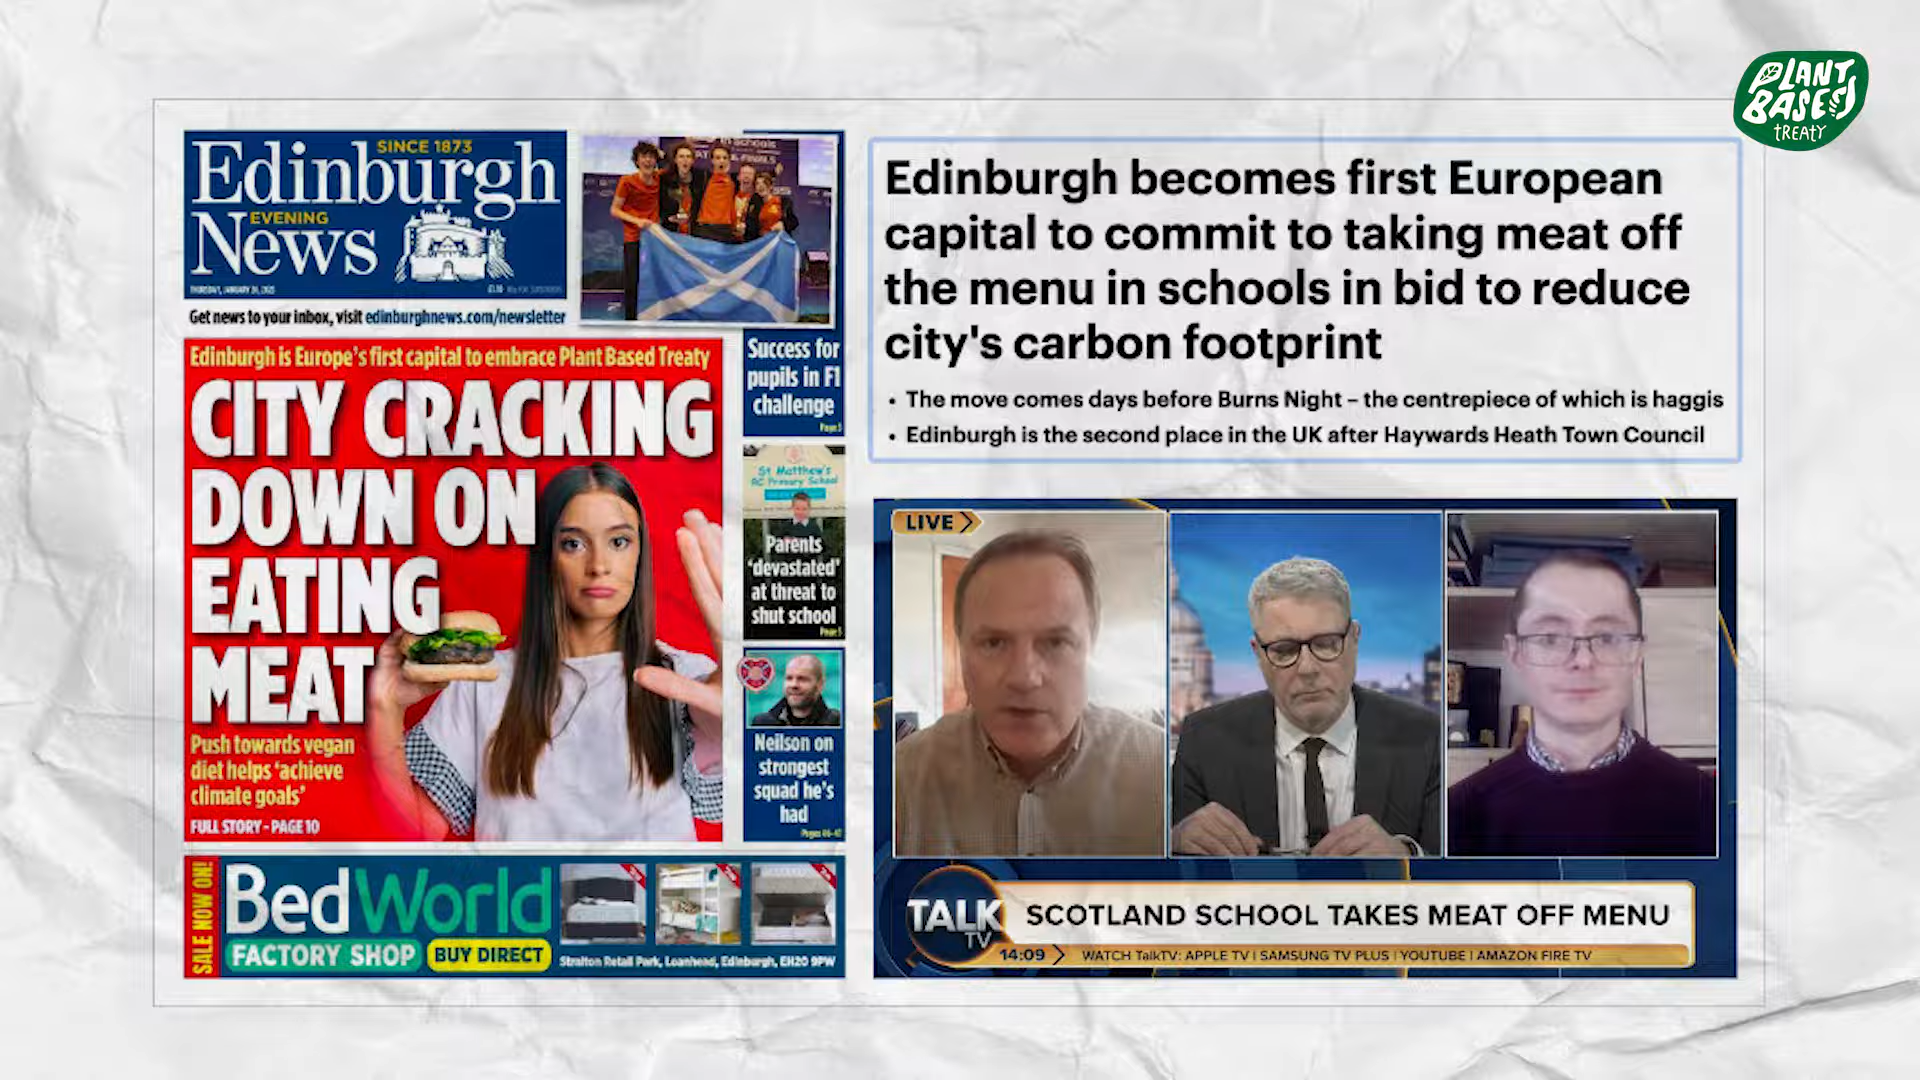 PLANT
BASED
TREATY
SINCE 1873
Edinburgh
EVENING
News
Get news to your inbox, visit edinburghnews.com/newsletter
Edinburgh is Europe's first capital to embrace Plant Based Treaty
CITY CRACKING
DOWN ON
EATING
MEAT
Push towards vegan
diet helps 'achieve
climate goals'
FULL STORY - PAGE 10
Success for
pupils in F1
challenge
St Matthew's
RC Primary School
Parents
'devastated'
at threat to
shut school
Neilson on
strongest
squad he's
had
SALE NOW ON!
BedWorld
FACTORY SHOP
BUY DIRECT
Straiton Retail Park, Loanhead, Edinburgh, EH20 9PW
Edinburgh becomes first European
capital to commit to taking meat off
the menu in schools in bid to reduce
city's carbon footprint
• The move comes days before Burns Night – the centrepiece of which is haggis
• Edinburgh is the second place in the UK after Haywards Heath Town Council
LIVE
TALK
TV
SCOTLAND SCHOOL TAKES MEAT OFF MENU
14:09
WATCH TalkTV: APPLE TV | SAMSUNG TV PLUS | YOUTUBE | AMAZON FIRE TV